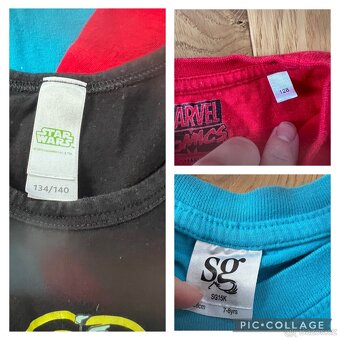 STAR
WARS
134/140
MARVEL
COMICS
128
sg
SG15K
7-8yrs
PIC•COLLAGE